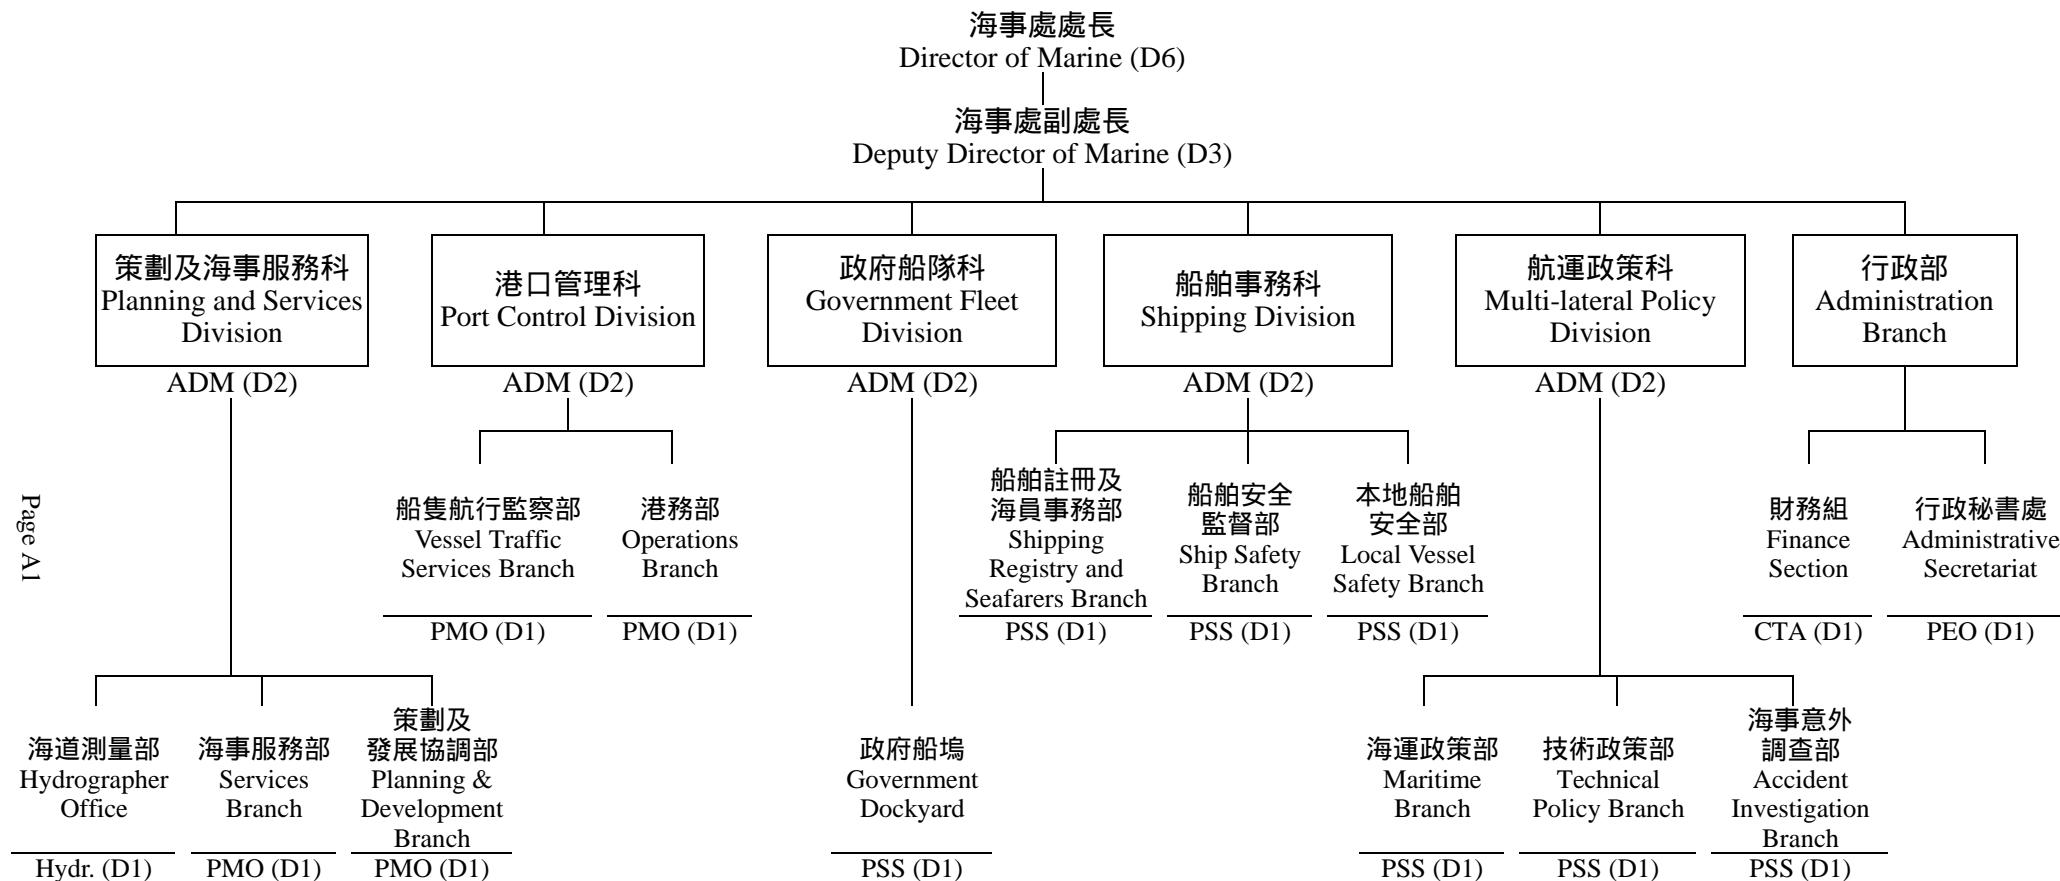 海事處處長
Director of Marine (D6)
海事處副處長
Deputy Director of Marine (D3)
策劃及海事服務科
Planning and Services
Division
ADM (D2)
港口管理科
Port Control Division
ADM (D2)
政府船隊科
Government Fleet
Division
ADM (D2)
船舶事務科
Shipping Division
ADM (D2)
航運政策科
Multi-lateral Policy
Division
ADM (D2)
行政部
Administration
Branch
船隻航行監察部
Vessel Traffic
Services Branch
PMO (D1)
港務部
Operations
Branch
PMO (D1)
船舶註冊及
海員事務部
Shipping
Registry and
Seafarers Branch
PSS (D1)
船舶安全
監督部
Ship Safety
Branch
PSS (D1)
本地船舶
安全部
Local Vessel
Safety Branch
PSS (D1)
財務組
Finance
Section
CTA (D1)
行政秘書處
Administrative
Secretariat
PEO (D1)
海道測量部
Hydrographer
Office
Hydr. (D1)
海事服務部
Services
Branch
PMO (D1)
策劃及
發展協調部
Planning &
Development
Branch
PMO (D1)
政府船塢
Government
Dockyard
PSS (D1)
海運政策部
Maritime
Branch
PSS (D1)
技術政策部
Technical
Policy Branch
PSS (D1)
海事意外
調查部
Accident
Investigation
Branch
PSS (D1)
Page A1